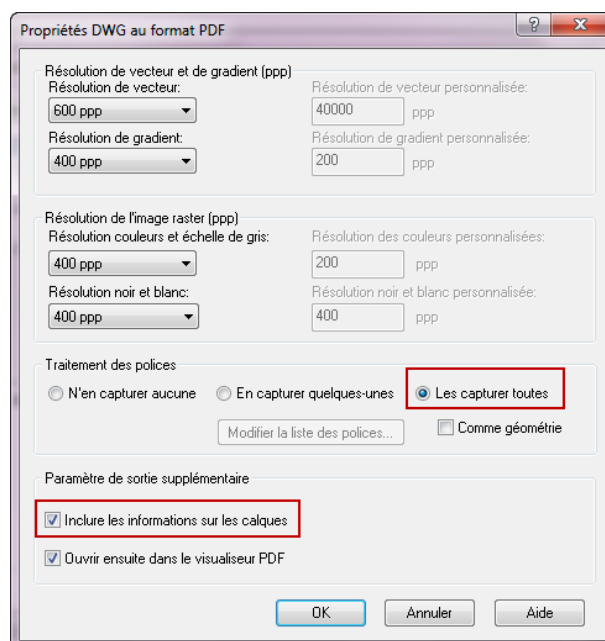 Propriétés DWG au format PDF
Résolution de vecteur et de gradient (ppp)
Résolution de vecteur: Résolution de vecteur personnalisée:
600 ppp 40000 ppp
Résolution de gradient: Résolution de gradient personnalisée:
400 ppp 200 ppp
Résolution de l'image raster (ppp)
Résolution couleurs et échelle de gris: Résolution des couleurs personnalisées:
400 ppp 200 ppp
Résolution noir et blanc: Résolution noir et blanc personnalisée:
400 ppp 400 ppp
Traitement des polices
N'en capturer aucune En capturer quelques-unes Les capturer toutes
Modifier la liste des polices... Comme géométrie
Paramètre de sortie supplémentaire
Inclure les informations sur les calques
Ouvrir ensuite dans le visualiseur PDF
OK Annuler Aide